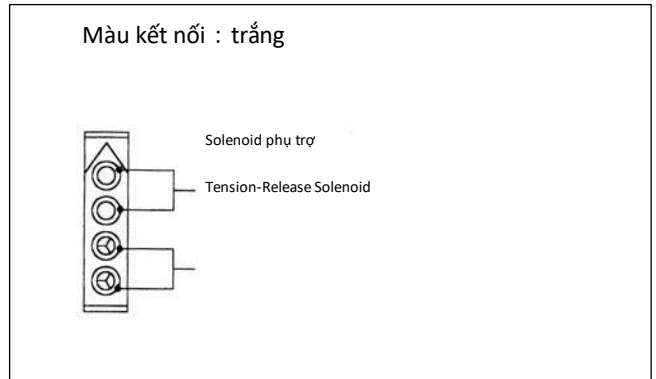 Màu kết nối : trắng
Solenoid phụ trợ
Tension-Release Solenoid